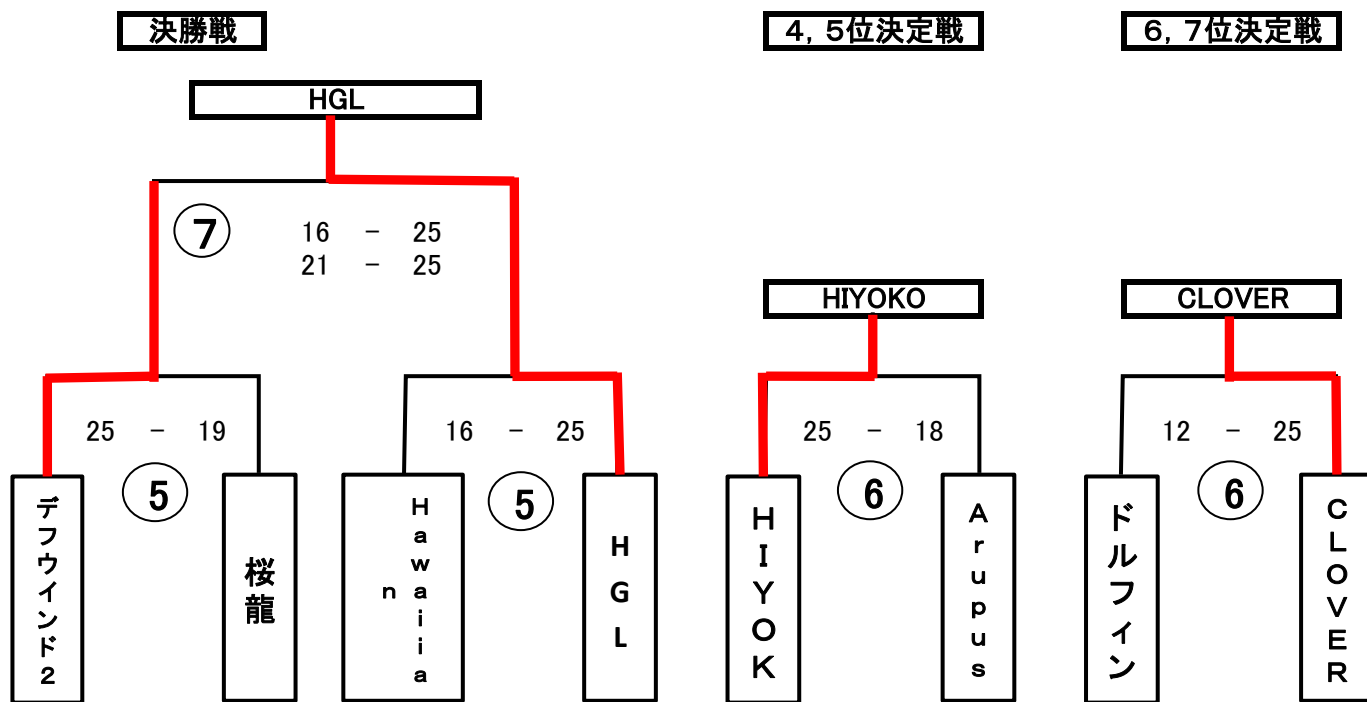 決勝戦
4，5位決定戦
6，7位決定戦
HGL
⑦
16 － 25
21 － 25
HIYOKO
CLOVER
25 － 19
16 － 25
25 － 18
12 － 25
⑤
⑤
⑥
⑥
デフウインド2
桜龍
Hawaiiian
HGL
HIYOK
Arupus
ドルフィン
CLOVER